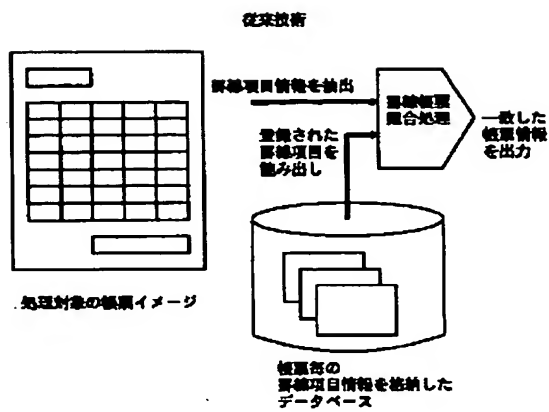 従来技術
罫線項目情報を抽出
罫線帳票
照合処理
登録された
罫線項目を
読み出し
一致した
帳票情報
を出力
処理対象の帳票イメージ
帳票毎の
罫線項目情報を格納した
データベース